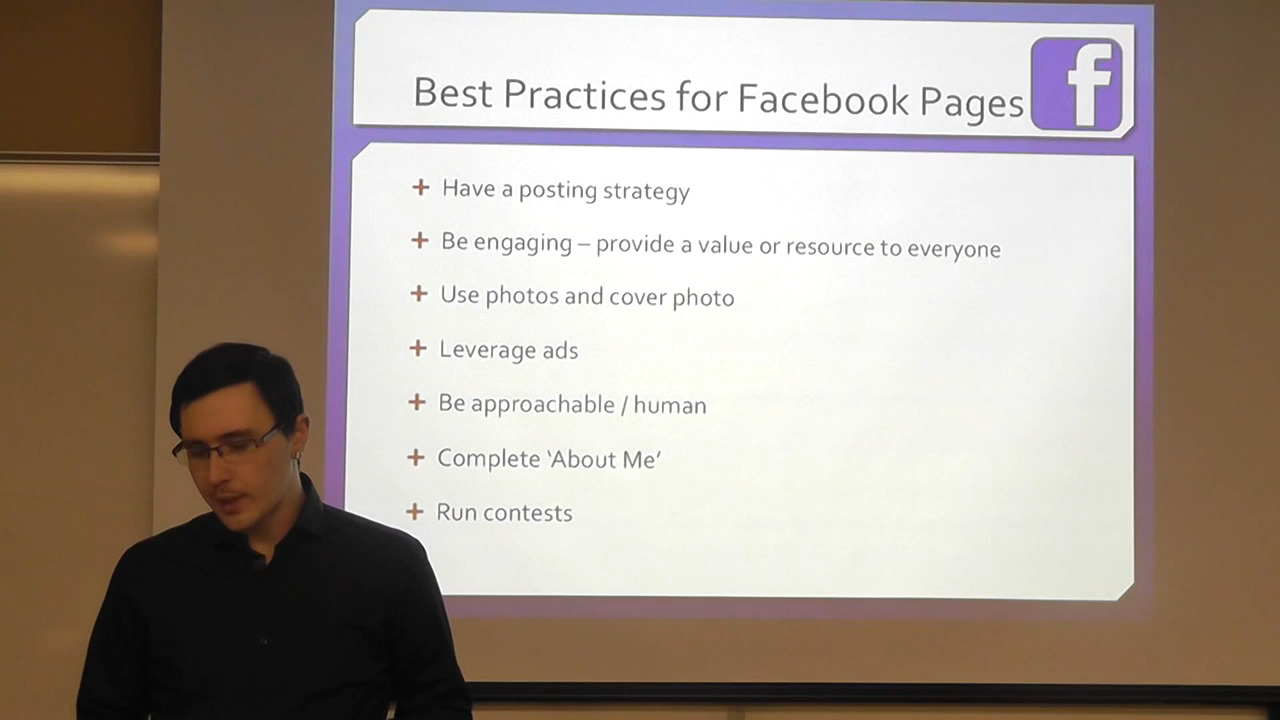 Best Practices for Facebook Pages
f
+ Have a posting strategy
+ Be engaging – provide a value or resource to everyone
+ Use photos and cover photo
+ Leverage ads
+ Be approachable / human
+ Complete ‘About Me’
+ Run contests